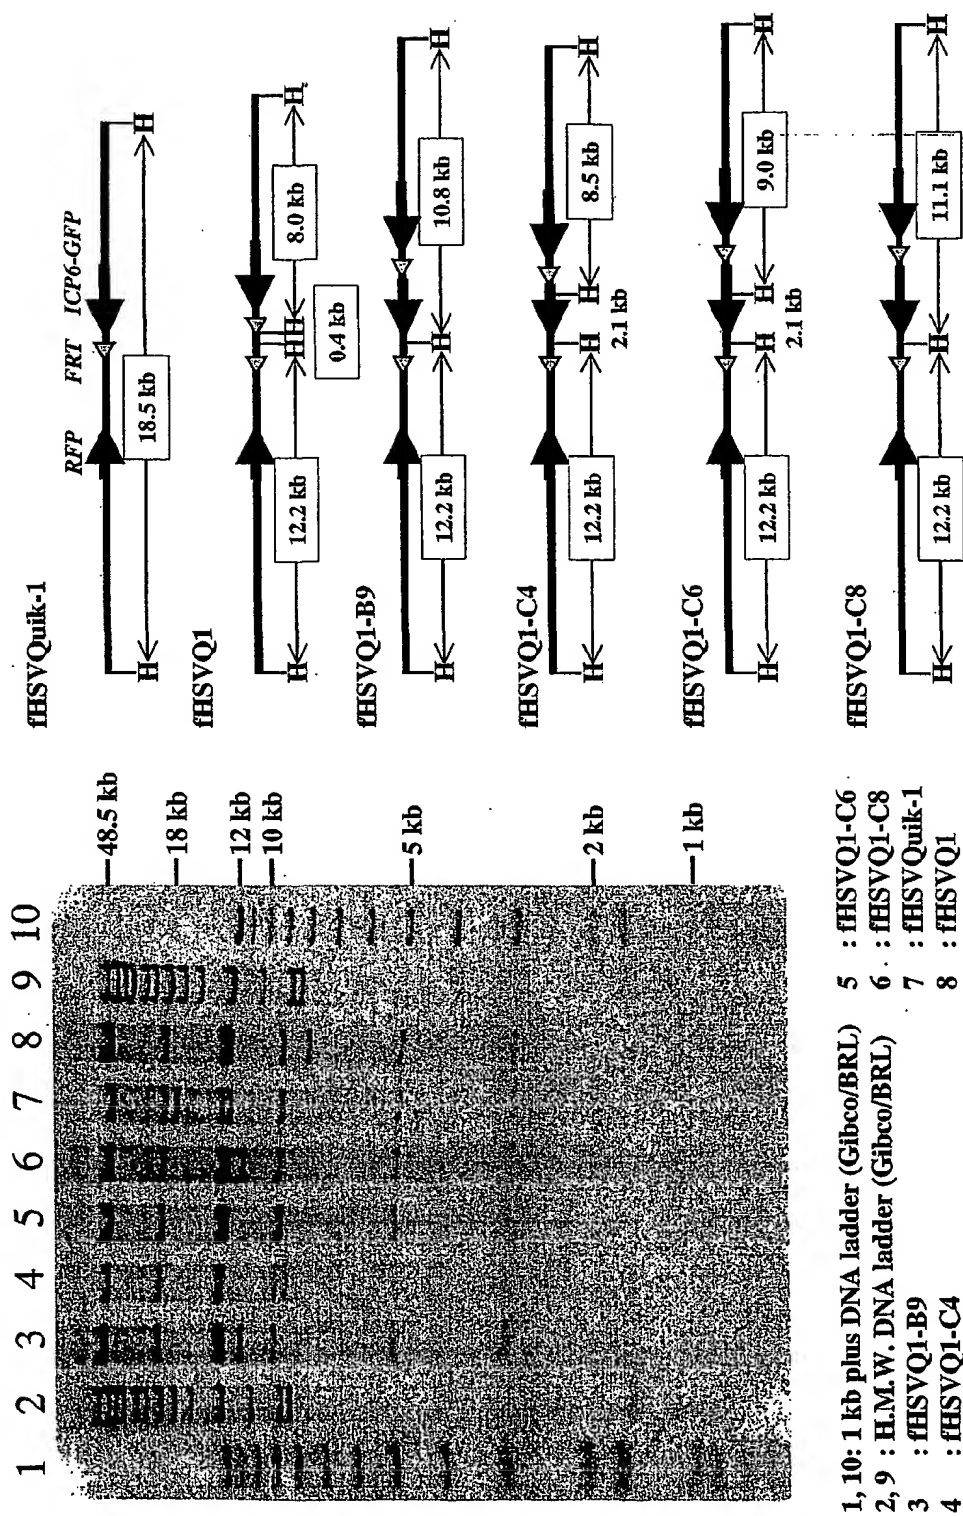 1 2 3 4 5 6 7 8 9 10
48.5 kb
18 kb
12 kb
10 kb
5 kb
2 kb
1 kb
1, 10: 1 kb plus DNA ladder (Gibco/BRL)
2, 9 : H.M.W. DNA ladder (Gibco/BRL)
3 : fHSVQ1-B9
4 : fHSVQ1-C4
5 : fHSVQ1-C6
6 : fHSVQ1-C8
7 : fHSVQuik-1
8 : fHSVQ1
fHSVQuik-1
RFP FRT ICP6-GFP
H H
18.5 kb
fHSVQ1
H H H H
12.2 kb 0.4 kb 8.0 kb
fHSVQ1-B9
H H H
12.2 kb 10.8 kb
fHSVQ1-C4
H H H H
12.2 kb 2.1 kb 8.5 kb
fHSVQ1-C6
H H H H
12.2 kb 2.1 kb 9.0 kb
fHSVQ1-C8
H H H
12.2 kb 11.1 kb